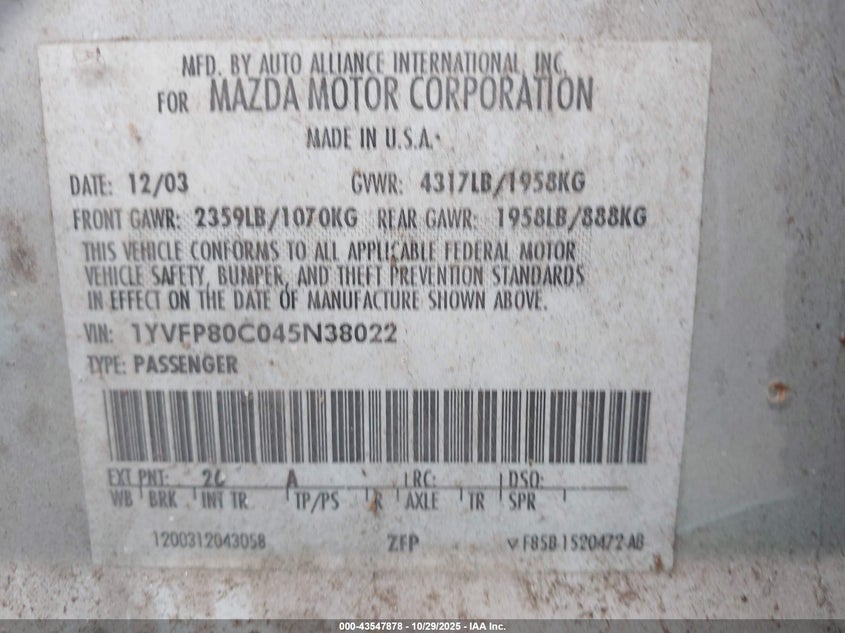 MFD. BY AUTO ALLIANCE INTERNATIONAL, INC.
FOR MAZDA MOTOR CORPORATION
MADE IN U.S.A.
DATE: 12/03 GVWR: 4317LB/1958KG
FRONT GAWR: 2359LB/1070KG REAR GAWR: 1958LB/888KG
THIS VEHICLE CONFORMS TO ALL APPLICABLE FEDERAL MOTOR
VEHICLE SAFETY, BUMPER, AND THEFT PREVENTION STANDARDS
IN EFFECT ON THE DATE OF MANUFACTURE SHOWN ABOVE.
VIN: 1YVFP80C045N38022
TYPE: PASSENGER
EXT PNT: A RC: DSO:
WB BRK INT TR TP/PS R AXLE TR SPR
1200312043058 ZFP F85B-1520472-AB
000-43547878 - 10/29/2025 - IAA Inc.